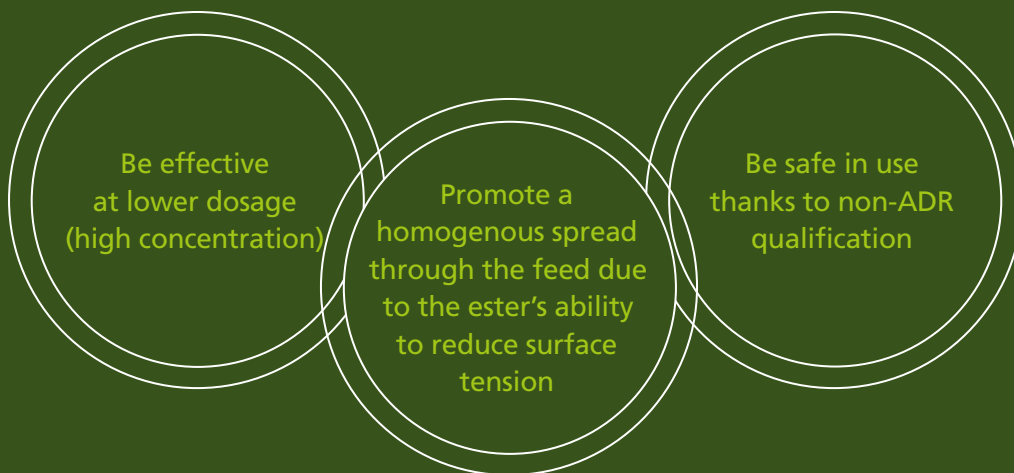 Be effective
at lower dosage
(high concentration)
Promote a
homogenous spread
through the feed due
to the ester’s ability
to reduce surface
tension
Be safe in use
thanks to non-ADR
qualification